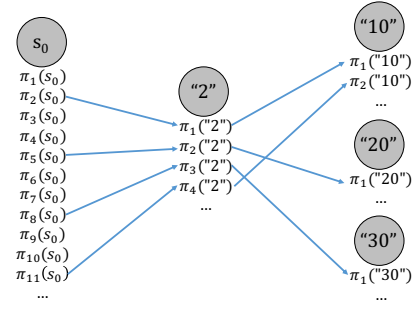 s₀
π₁(s₀)
π₂(s₀)
π₃(s₀)
π₄(s₀)
π₅(s₀)
π₆(s₀)
π₇(s₀)
π₈(s₀)
π₉(s₀)
π₁₀(s₀)
π₁₁(s₀)
...
“2”
π₁("2")
π₂("2")
π₃("2")
π₄("2")
...
“10”
π₁("10")
π₂("10")
...
“20”
π₁("20")
...
“30”
π₁("30")
...